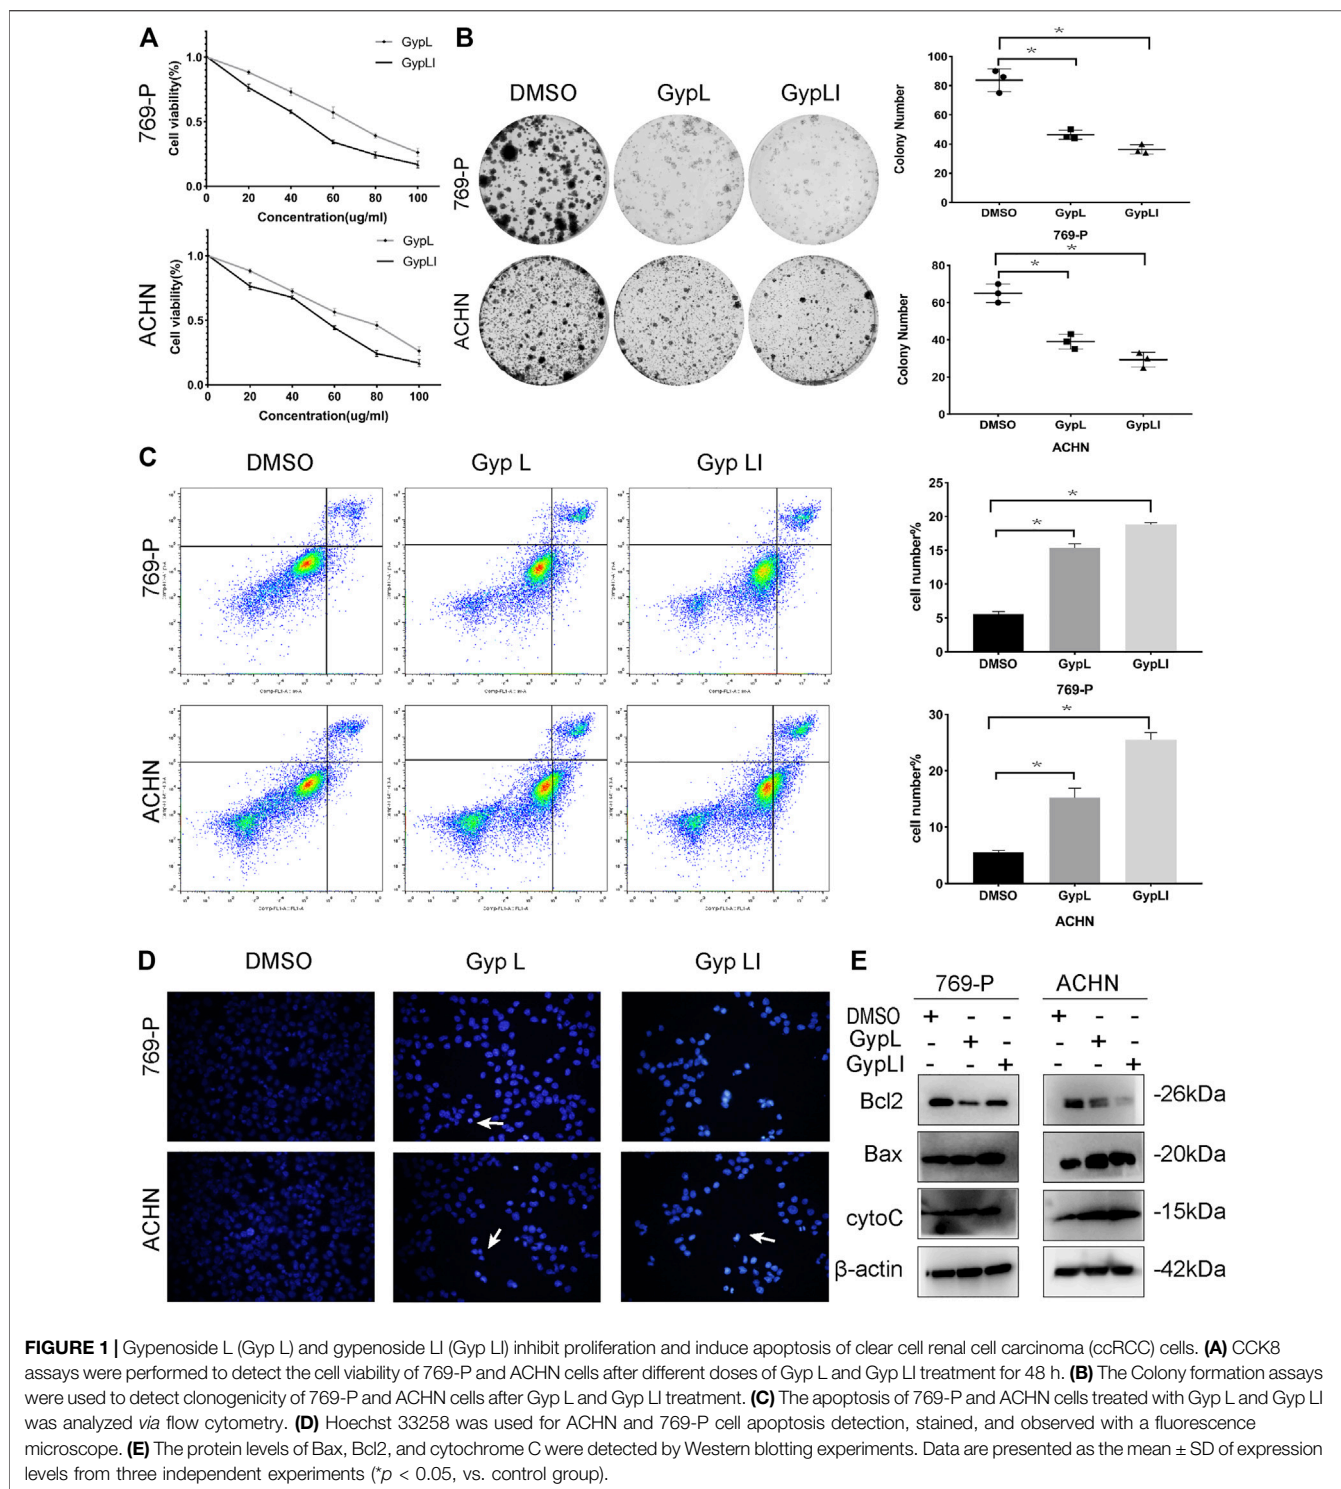 A
769-P
Cell viability(%)
1.0
0.5
0.0
GypL
GypLI
0 20 40 60 80 100
Concentration(ug/ml)
ACHN
Cell viability(%)
1.0
0.5
0.0
GypL
GypLI
0 20 40 60 80 100
Concentration(ug/ml)
B
DMSO GypL GypLI
769-P
ACHN
Colony Number
100
80
60
40
20
0
* *
DMSO GypL GypLI
769-P
Colony Number
80
60
40
20
0
* *
DMSO GypL GypLI
ACHN
C
DMSO Gyp L Gyp LI
769-P
ACHN
cell number%
25
20
15
10
5
0
* *
DMSO GypL GypLI
769-P
cell number%
30
20
10
0
* *
DMSO GypL GypLI
ACHN
D
DMSO Gyp L Gyp LI
769-P
ACHN
E
769-P ACHN
DMSO + - - + - -
GypL - + - - + -
GypLI - - + - - +
Bcl2 -26kDa
Bax -20kDa
cytoC -15kDa
β-actin -42kDa
FIGURE 1 | Gypenoside L (Gyp L) and gypenoside LI (Gyp LI) inhibit proliferation and induce apoptosis of clear cell renal cell carcinoma (ccRCC) cells. (A) CCK8
assays were performed to detect the cell viability of 769-P and ACHN cells after different doses of Gyp L and Gyp LI treatment for 48 h. (B) The Colony formation assays
were used to detect clonogenicity of 769-P and ACHN cells after Gyp L and Gyp LI treatment. (C) The apoptosis of 769-P and ACHN cells treated with Gyp L and Gyp LI
was analyzed via flow cytometry. (D) Hoechst 33258 was used for ACHN and 769-P cell apoptosis detection, stained, and observed with a fluorescence
microscope. (E) The protein levels of Bax, Bcl2, and cytochrome C were detected by Western blotting experiments. Data are presented as the mean ± SD of expression
levels from three independent experiments (*p < 0.05, vs. control group).